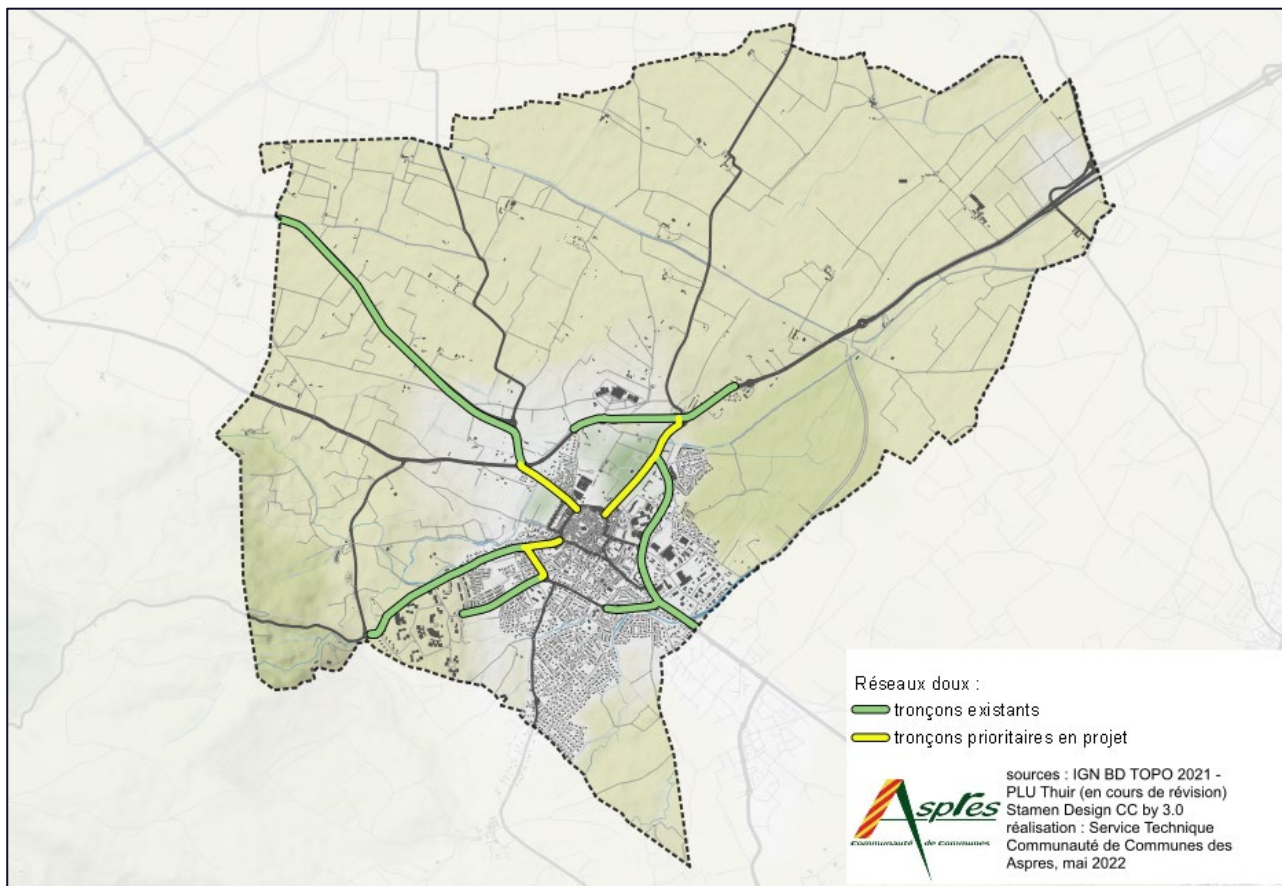 Réseaux doux :
tronçons existants
tronçons prioritaires en projet
Aspres
Communauté de Communes
sources : IGN BD TOPO 2021 -
PLU Thuir (en cours de révision)
Stamen Design CC by 3.0
réalisation : Service Technique
Communauté de Communes des
Aspres, mai 2022